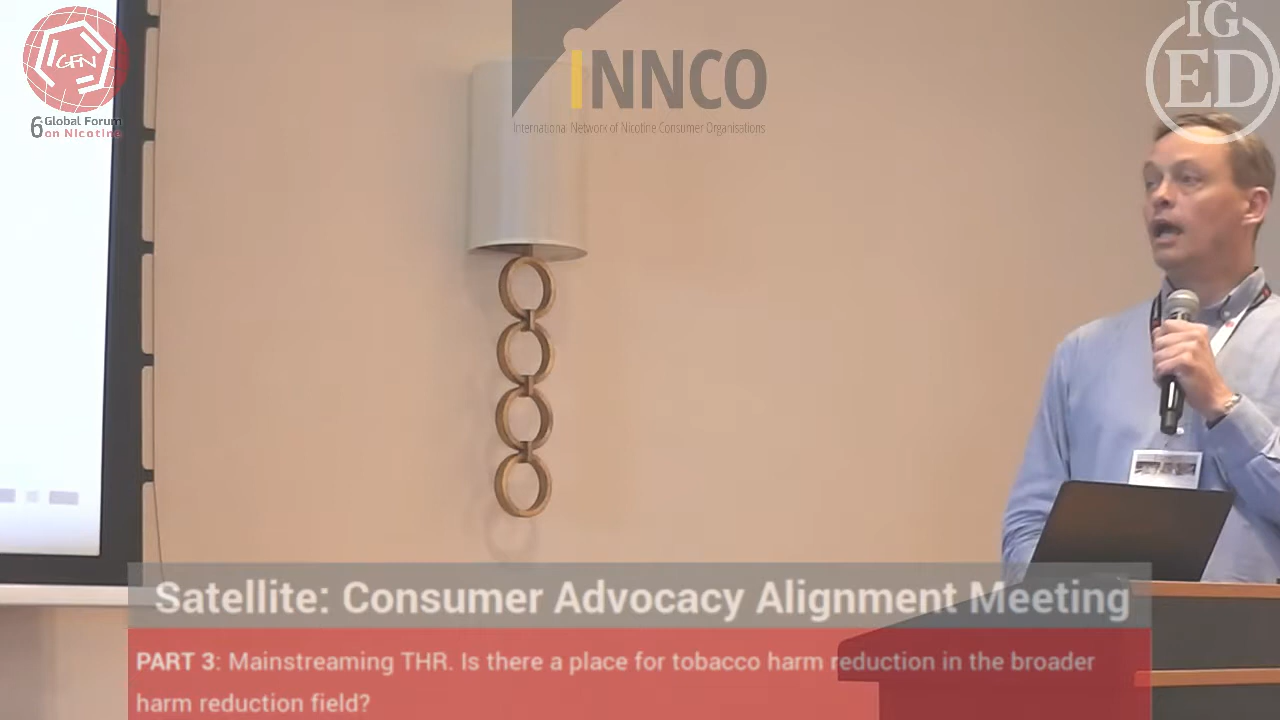 GFN
6 Global Forum
on Nicotine
iNNCO
International Network of Nicotine Consumer Organisations
IG
ED
Satellite: Consumer Advocacy Alignment Meeting
PART 3: Mainstreaming THR. Is there a place for tobacco harm reduction in the broader
harm reduction field?